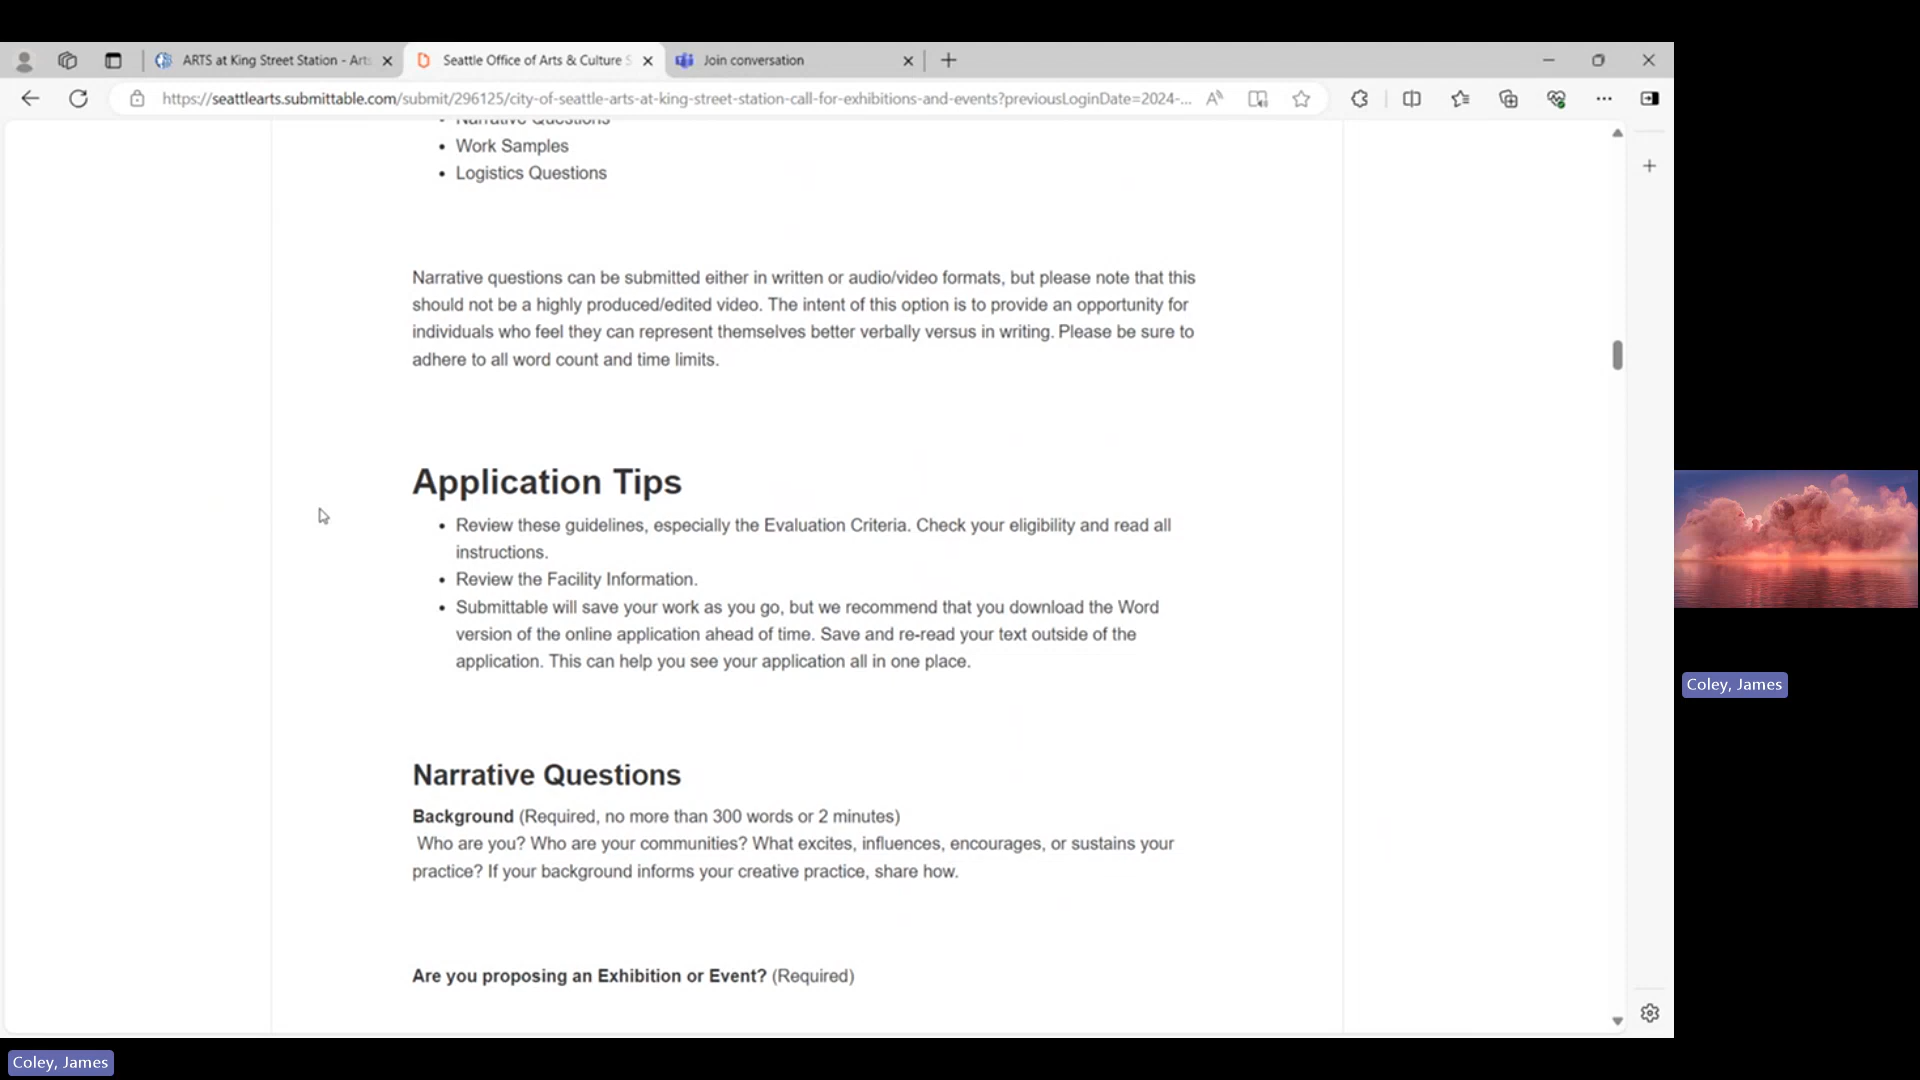 ARTS at King Street Station - Arts
Seattle Office of Arts & Culture S
Join conversation
https://seattlearts.submittable.com/submit/296125/city-of-seattle-arts-at-king-street-station-call-for-exhibitions-and-events?previousLoginDate=2024-...
Narrative Questions
Work Samples
Logistics Questions
Narrative questions can be submitted either in written or audio/video formats, but please note that this
should not be a highly produced/edited video. The intent of this option is to provide an opportunity for
individuals who feel they can represent themselves better verbally versus in writing. Please be sure to
adhere to all word count and time limits.
Application Tips
Review these guidelines, especially the Evaluation Criteria. Check your eligibility and read all
instructions.
Review the Facility Information.
Submittable will save your work as you go, but we recommend that you download the Word
version of the online application ahead of time. Save and re-read your text outside of the
application. This can help you see your application all in one place.
Narrative Questions
Background (Required, no more than 300 words or 2 minutes)
Who are you? Who are your communities? What excites, influences, encourages, or sustains your
practice? If your background informs your creative practice, share how.
Are you proposing an Exhibition or Event? (Required)
Coley, James
Coley, James